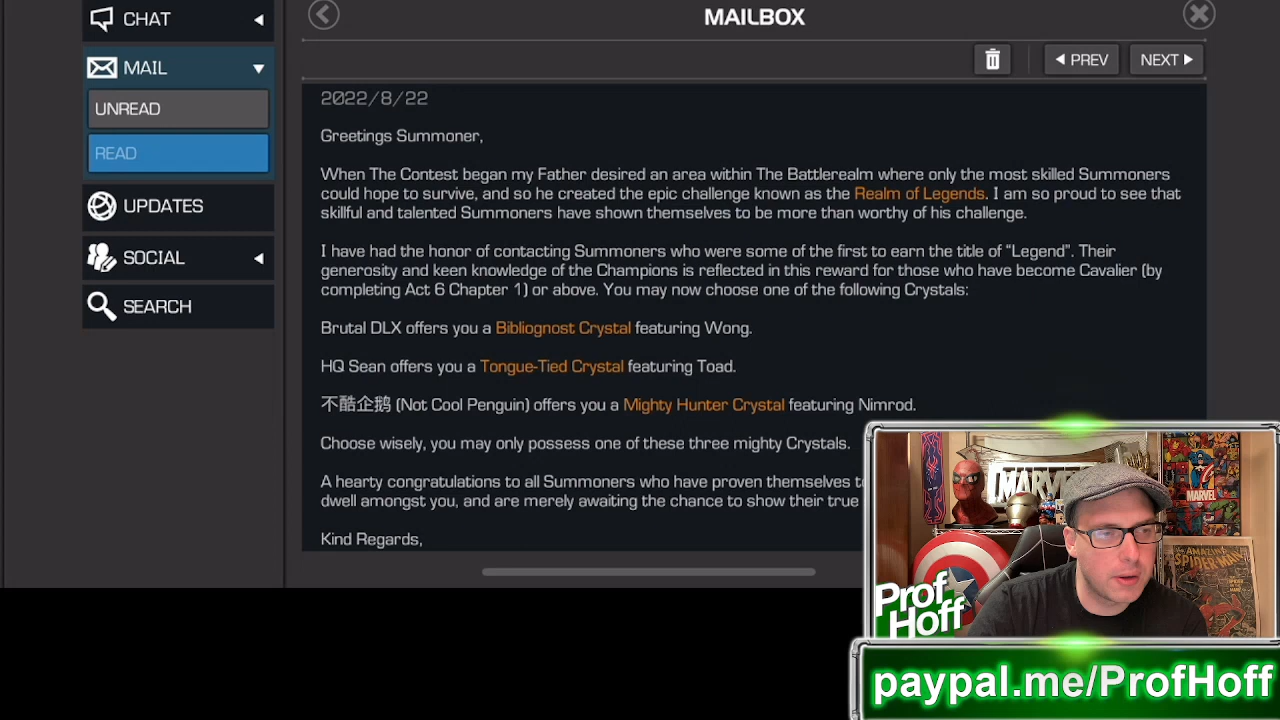 CHAT
MAIL
UNREAD
READ
UPDATES
SOCIAL
SEARCH
MAILBOX
PREV
NEXT
2022/8/22
Greetings Summoner,
When The Contest began my Father desired an area within The Battlerealm where only the most skilled Summoners
could hope to survive, and so he created the epic challenge known as the Realm of Legends. I am so proud to see that
skillful and talented Summoners have shown themselves to be more than worthy of his challenge.
I have had the honor of contacting Summoners who were some of the first to earn the title of “Legend”. Their
generosity and keen knowledge of the Champions is reflected in this reward for those who have become Cavalier (by
completing Act 6 Chapter 1) or above. You may now choose one of the following Crystals:
Brutal DLX offers you a Bibliognost Crystal featuring Wong.
HQ Sean offers you a Tongue-Tied Crystal featuring Toad.
不酷企鹅 (Not Cool Penguin) offers you a Mighty Hunter Crystal featuring Nimrod.
Choose wisely, you may only possess one of these three mighty Crystals.
A hearty congratulations to all Summoners who have proven themselves to
dwell amongst you, and are merely awaiting the chance to show their true
Kind Regards,
MARVEL
MARVEL
THE AMAZING
SPIDER-MAN
Prof
Hoff
paypal.me/ProfHoff